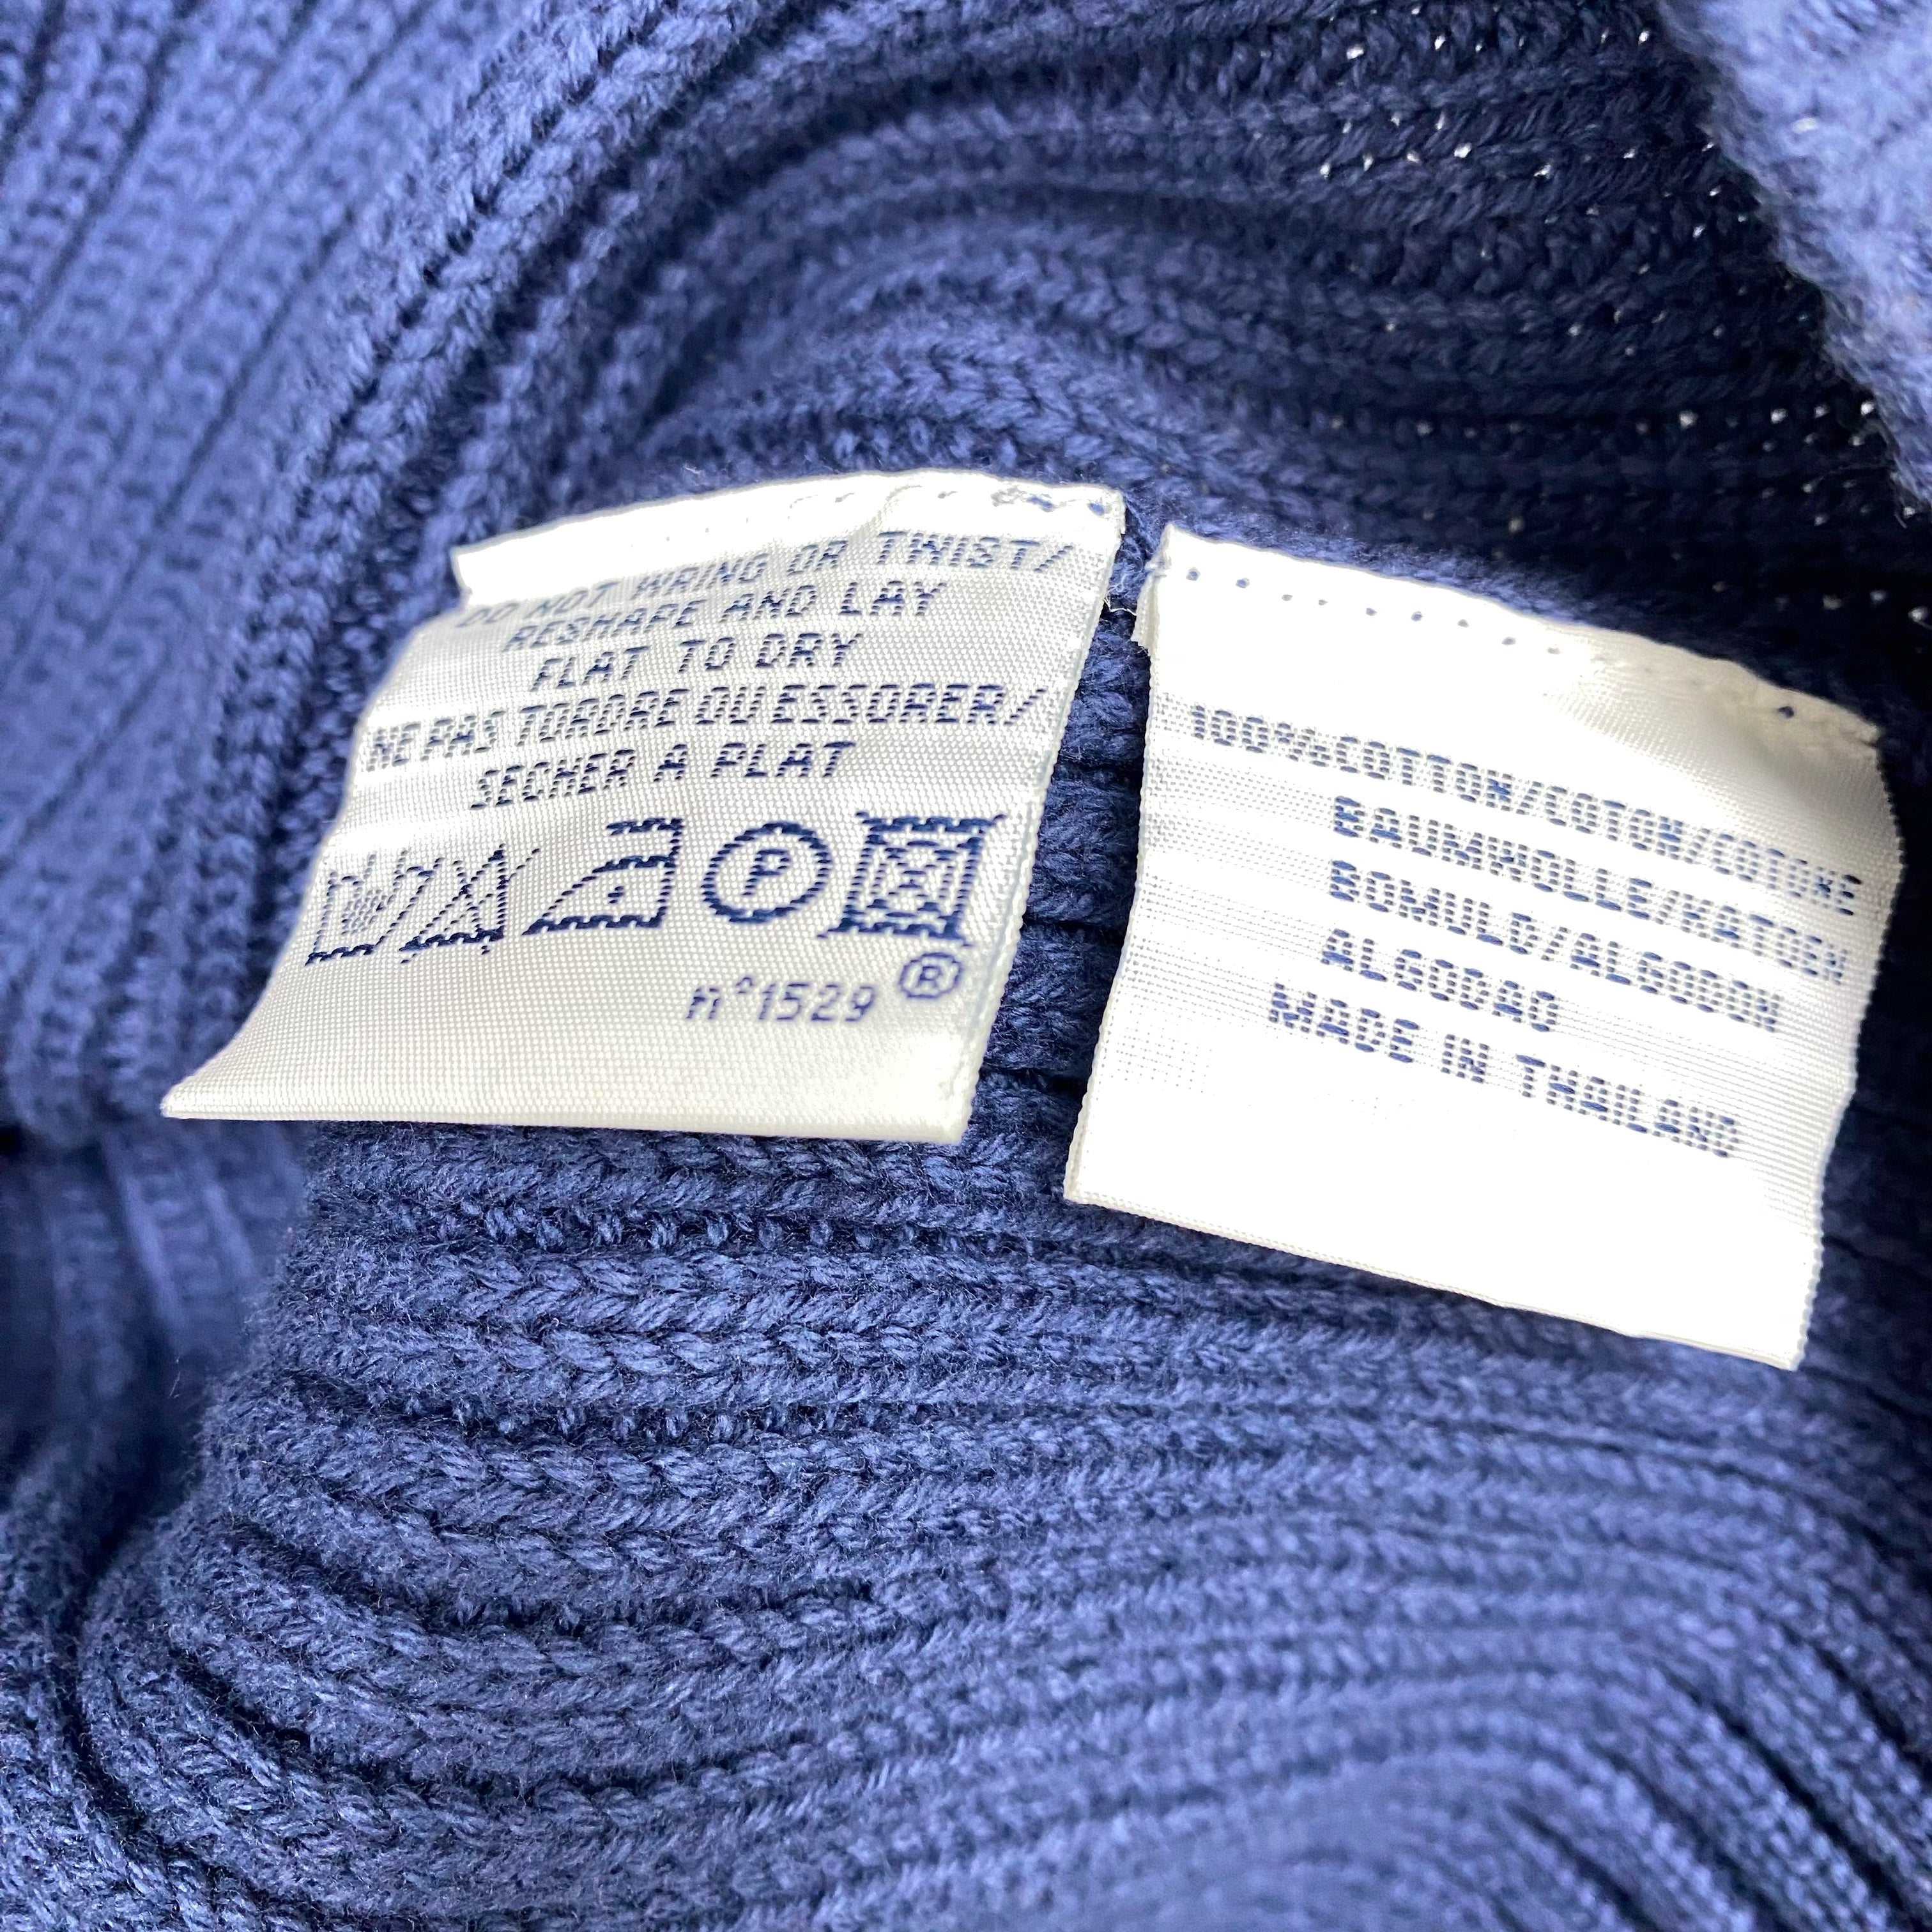 DO NOT WRING OR TWIST/
RESHAPE AND LAY
FLAT TO DRY
NE PAS TORDRE OU ESSORER/
SECHER A PLAT
P
n°1529 ®
100%COTTON/COTON/COTONE
BAUMWOLLE/KATOEN
BOMULD/ALGODON
ALGODAO
MADE IN THAILAND